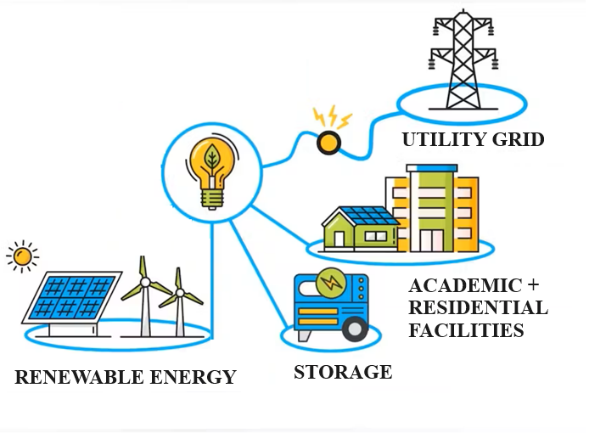 UTILITY GRID
ACADEMIC +
RESIDENTIAL
FACILITIES
STORAGE
RENEWABLE ENERGY